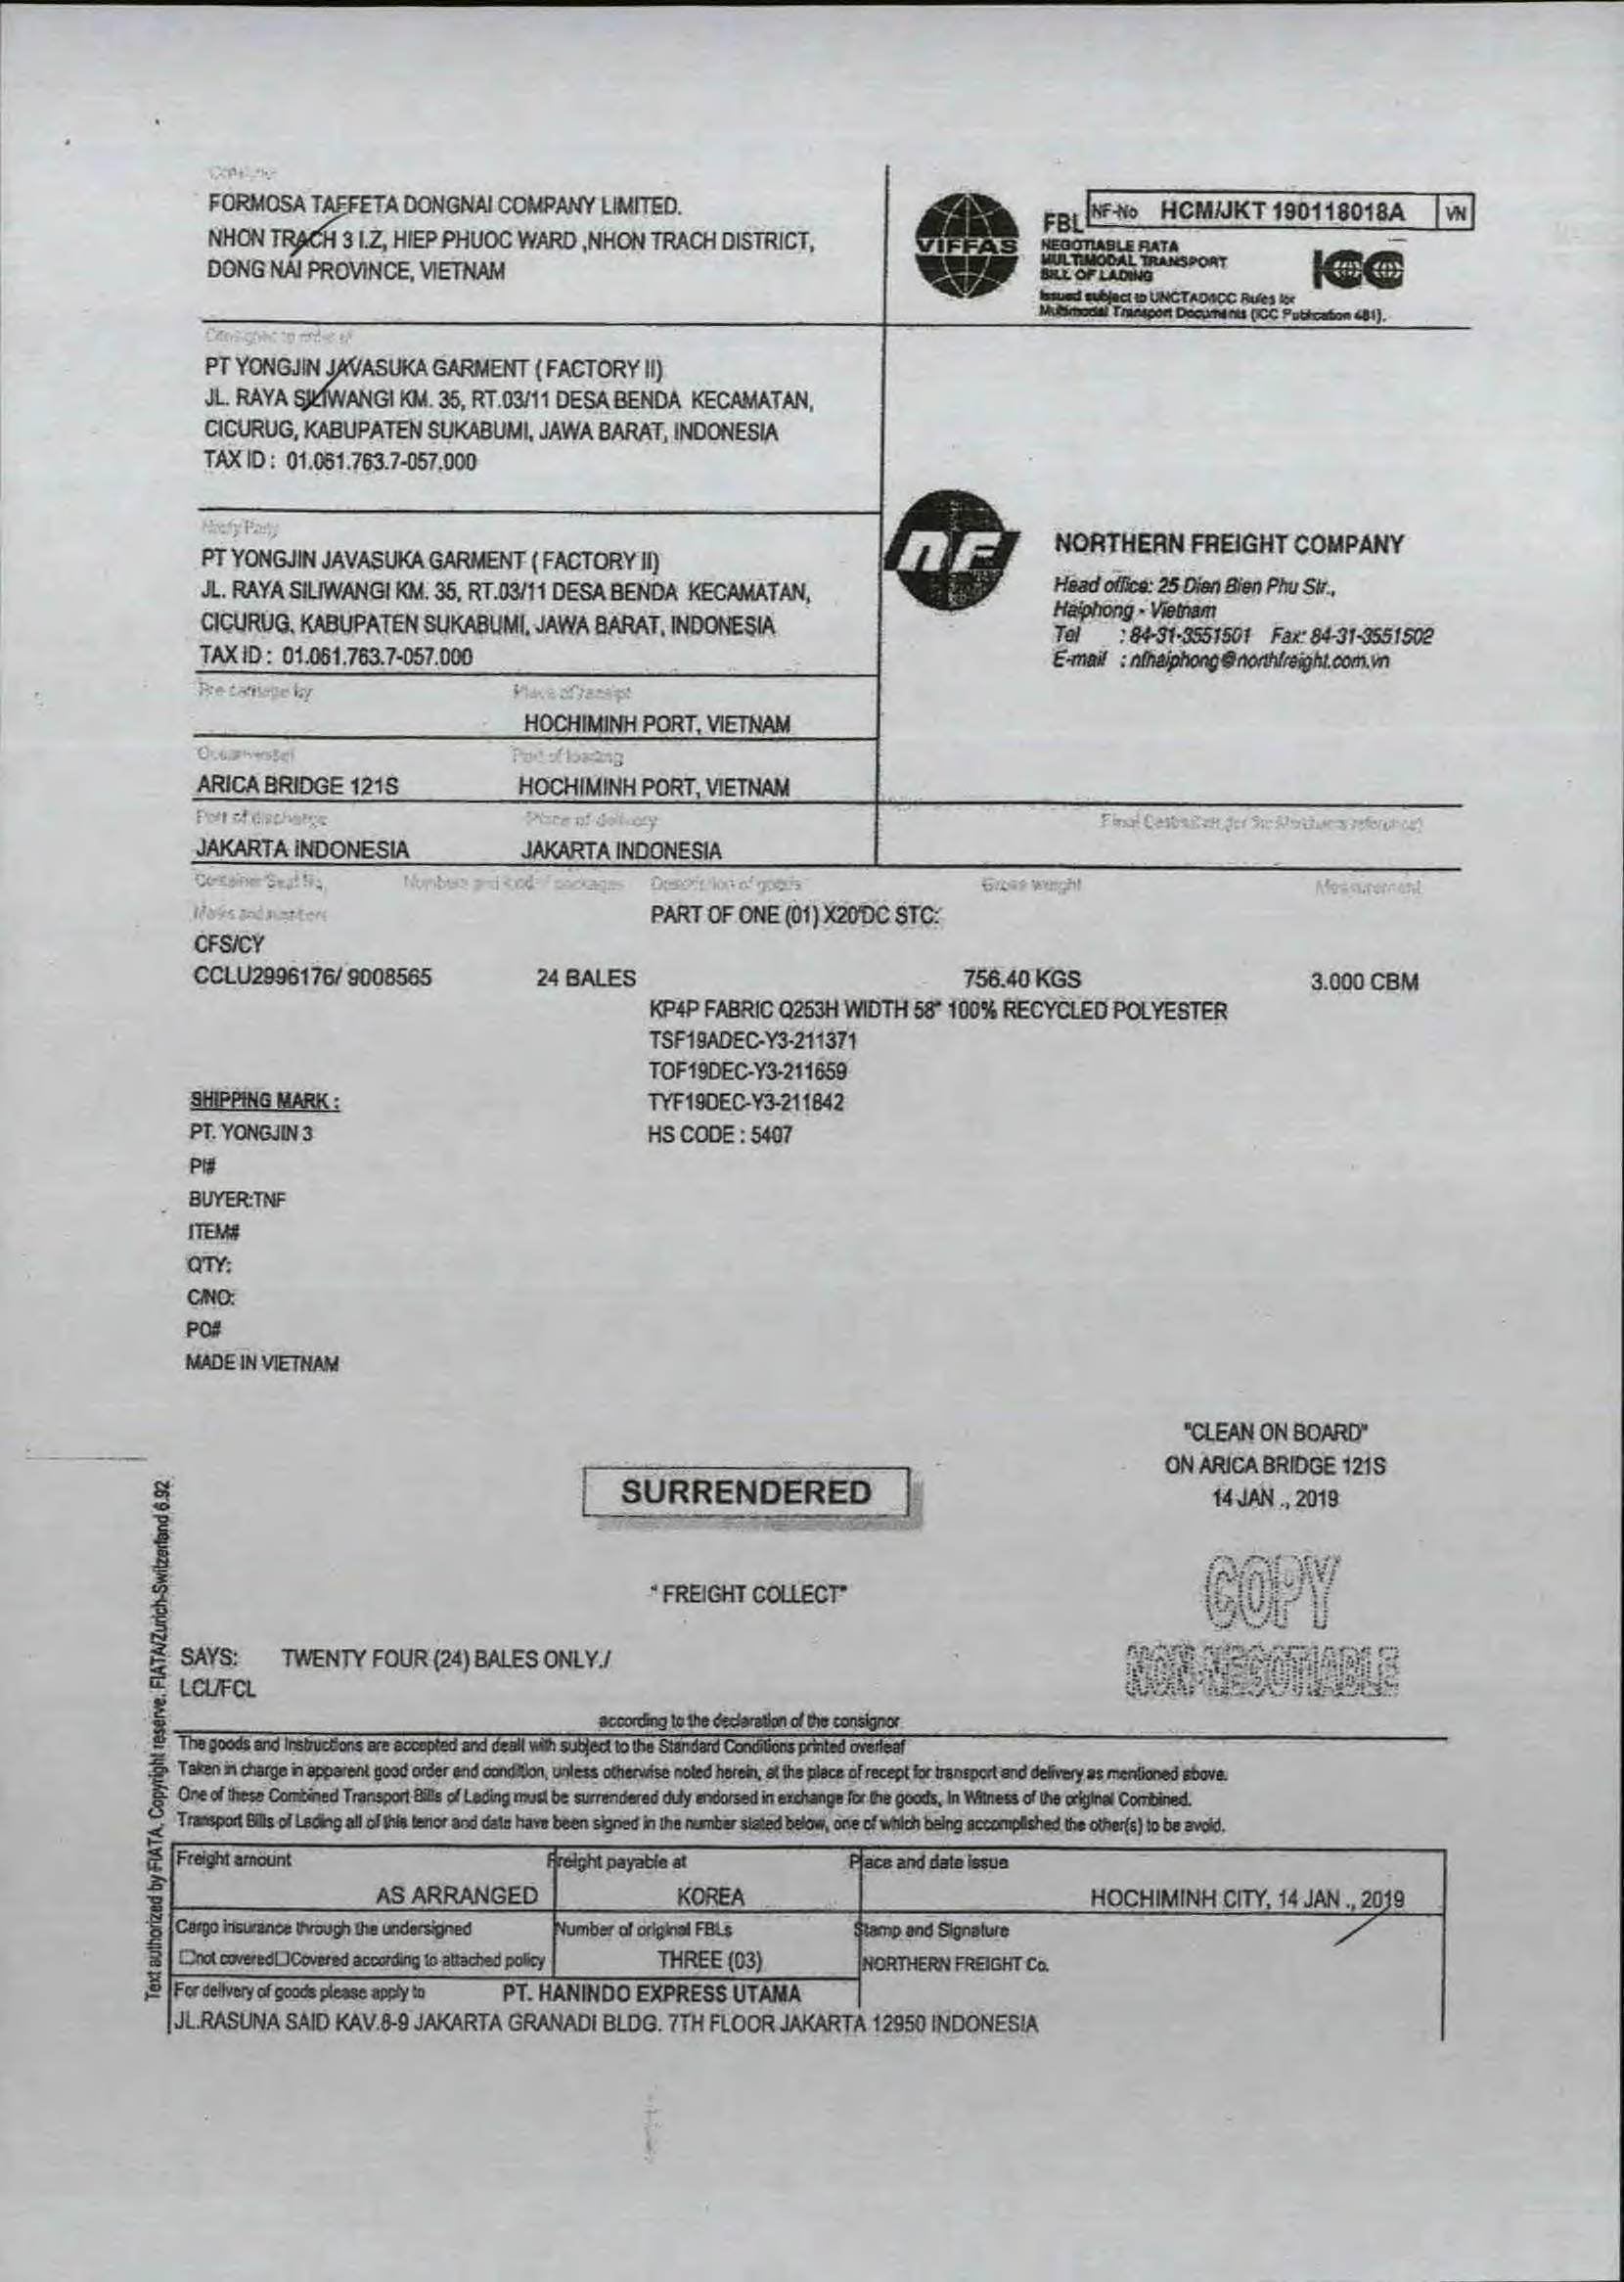 FORMOSA TAFFETA DONGNAI COMPANY LIMITED.
NHON TRACH 3 I.Z, HIEP PHUOC WARD ,NHON TRACH DISTRICT,
DONG NAI PROVINCE, VIETNAM
VIFFAS
FBL NF-No HCM/JKT 190118018A VN
NEGOTIABLE FIATA
MULTIMODAL TRANSPORT
BILL OF LADING
ICC
Issued subject to UNCTAD/ICC Rules for
Multimodal Transport Documents (ICC Publication 481).
Consigned to order of
PT YONGJIN JAVASUKA GARMENT ( FACTORY II)
JL. RAYA SILIWANGI KM. 35, RT.03/11 DESA BENDA KECAMATAN,
CICURUG, KABUPATEN SUKABUMI, JAWA BARAT, INDONESIA
TAX ID : 01.061.763.7-057.000
Notify Party
PT YONGJIN JAVASUKA GARMENT ( FACTORY II)
JL. RAYA SILIWANGI KM. 35, RT.03/11 DESA BENDA KECAMATAN,
CICURUG, KABUPATEN SUKABUMI, JAWA BARAT, INDONESIA
TAX ID : 01.061.763.7-057.000
nF
NORTHERN FREIGHT COMPANY
Head office: 25 Dien Bien Phu Str.,
Haiphong - Vietnam
Tel : 84-31-3551501 Fax: 84-31-3551502
E-mail : nfhaiphong@northfreight.com.vn
Pre carriage by Place of receipt
HOCHIMINH PORT, VIETNAM
Ocean vessel Port of loading
ARICA BRIDGE 121S HOCHIMINH PORT, VIETNAM
Port of discharge Place of delivery Final Destination
JAKARTA INDONESIA JAKARTA INDONESIA
Container/Seal No. Number and kind of packages Description of goods Gross weight Measurement
Marks and numbers PART OF ONE (01) X20'DC STC:
CFS/CY
CCLU2996176/ 9008565 24 BALES 756.40 KGS 3.000 CBM
KP4P FABRIC Q253H WIDTH 58" 100% RECYCLED POLYESTER
TSF19ADEC-Y3-211371
TOF19DEC-Y3-211659
SHIPPING MARK : TYF19DEC-Y3-211842
PT. YONGJIN 3 HS CODE : 5407
PI#
BUYER:TNF
ITEM#
QTY:
C/NO:
PO#
MADE IN VIETNAM
"CLEAN ON BOARD"
ON ARICA BRIDGE 121S
14 JAN ., 2019
SURRENDERED
COPY
NON-NEGOTIABLE
" FREIGHT COLLECT"
SAYS: TWENTY FOUR (24) BALES ONLY./
LCL/FCL
according to the declaration of the consignor
The goods and Instructions are accepted and dealt with subject to the Standard Conditions printed overleaf
Taken in charge in apparent good order and condition, unless otherwise noted herein, at the place of recept for transport and delivery as mentioned above.
One of these Combined Transport Bills of Lading must be surrendered duly endorsed in exchange for the goods, In Witness of the original Combined.
Transport Bills of Lading all of this tenor and date have been signed in the number stated below, one of which being accomplished the other(s) to be avoid.
Text authorized by FIATA, Copyright reserve. FIATA/Zurich-Switzerland 6.92
Freight amount Freight payable at Place and date issue
AS ARRANGED KOREA HOCHIMINH CITY, 14 JAN ., 2019
Cargo insurance through the undersigned Number of original FBLs Stamp and Signature
□not covered□Covered according to attached policy THREE (03) NORTHERN FREIGHT Co.
For delivery of goods please apply to PT. HANINDO EXPRESS UTAMA
JL.RASUNA SAID KAV.8-9 JAKARTA GRANADI BLDG. 7TH FLOOR JAKARTA 12950 INDONESIA